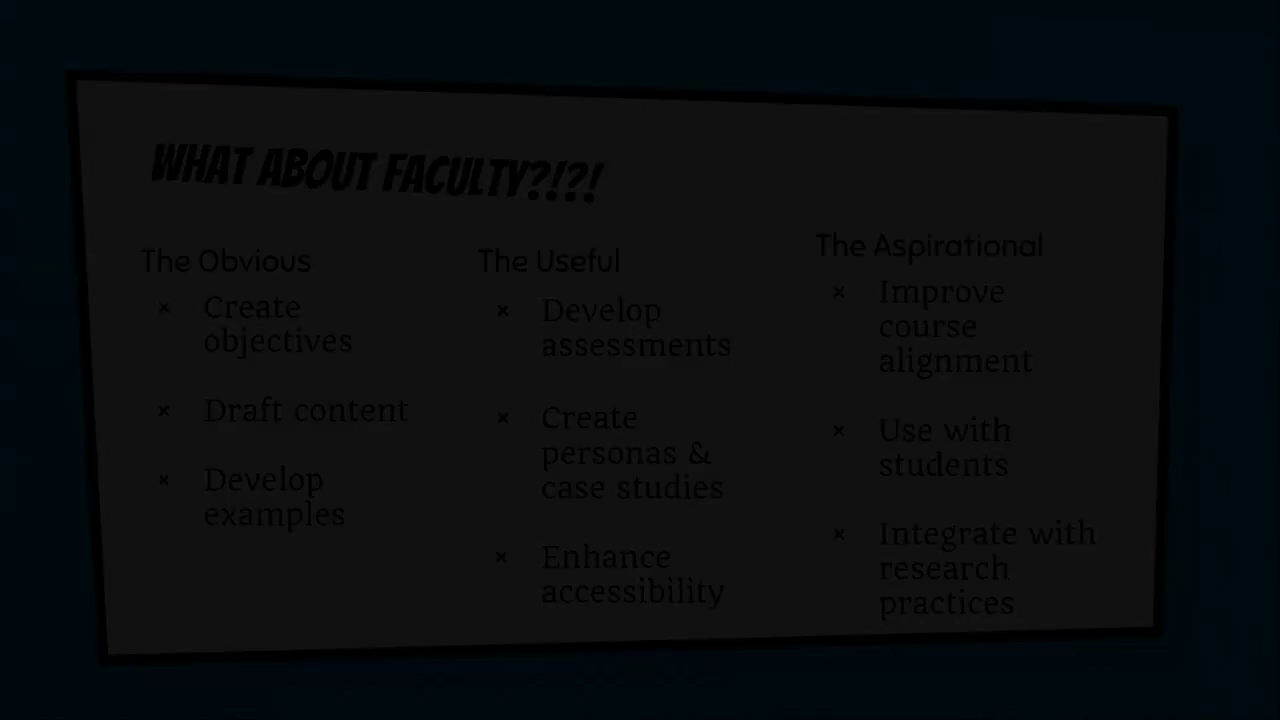 WHAT ABOUT FACULTY?!?!
The Obvious
× Create
objectives
× Draft content
× Develop
examples
The Useful
× Develop
assessments
× Create
personas &
case studies
× Enhance
accessibility
The Aspirational
× Improve
course
alignment
× Use with
students
× Integrate with
research
practices